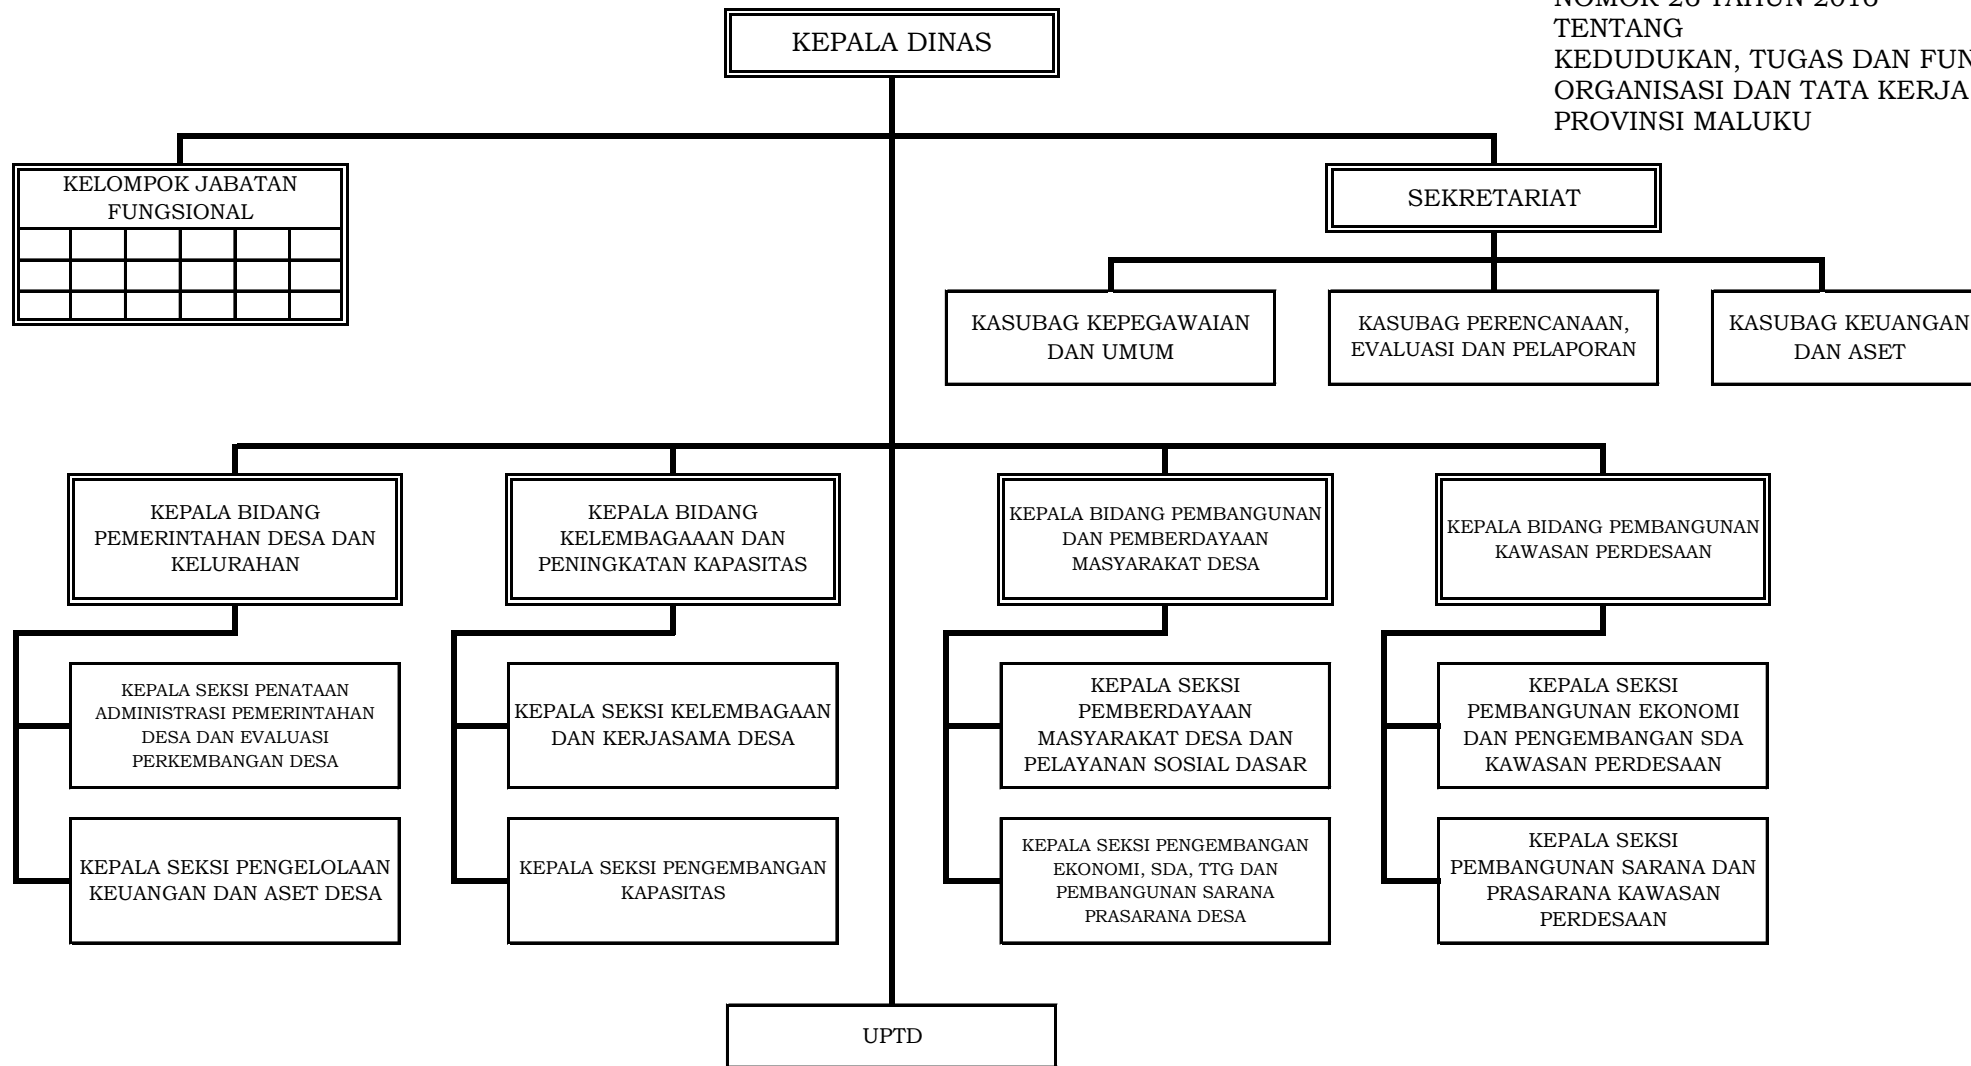 KEPALA DINAS
TENTANG
KEDUDUKAN, TUGAS DAN FUN
ORGANISASI DAN TATA KERJA
PROVINSI MALUKU
KELOMPOK JABATAN
FUNGSIONAL
SEKRETARIAT
KASUBAG KEPEGAWAIAN
DAN UMUM
KASUBAG PERENCANAAN,
EVALUASI DAN PELAPORAN
KASUBAG KEUANGAN
DAN ASET
KEPALA BIDANG
PEMERINTAHAN DESA DAN
KELURAHAN
KEPALA BIDANG
KELEMBAGAAAN DAN
PENINGKATAN KAPASITAS
KEPALA BIDANG PEMBANGUNAN
DAN PEMBERDAYAAN
MASYARAKAT DESA
KEPALA BIDANG PEMBANGUNAN
KAWASAN PERDESAAN
KEPALA SEKSI PENATAAN
ADMINISTRASI PEMERINTAHAN
DESA DAN EVALUASI
PERKEMBANGAN DESA
KEPALA SEKSI KELEMBAGAAN
DAN KERJASAMA DESA
KEPALA SEKSI
PEMBERDAYAAN
MASYARAKAT DESA DAN
PELAYANAN SOSIAL DASAR
KEPALA SEKSI
PEMBANGUNAN EKONOMI
DAN PENGEMBANGAN SDA
KAWASAN PERDESAAN
KEPALA SEKSI PENGELOLAAN
KEUANGAN DAN ASET DESA
KEPALA SEKSI PENGEMBANGAN
KAPASITAS
KEPALA SEKSI PENGEMBANGAN
EKONOMI, SDA, TTG DAN
PEMBANGUNAN SARANA
PRASARANA DESA
KEPALA SEKSI
PEMBANGUNAN SARANA DAN
PRASARANA KAWASAN
PERDESAAN
UPTD